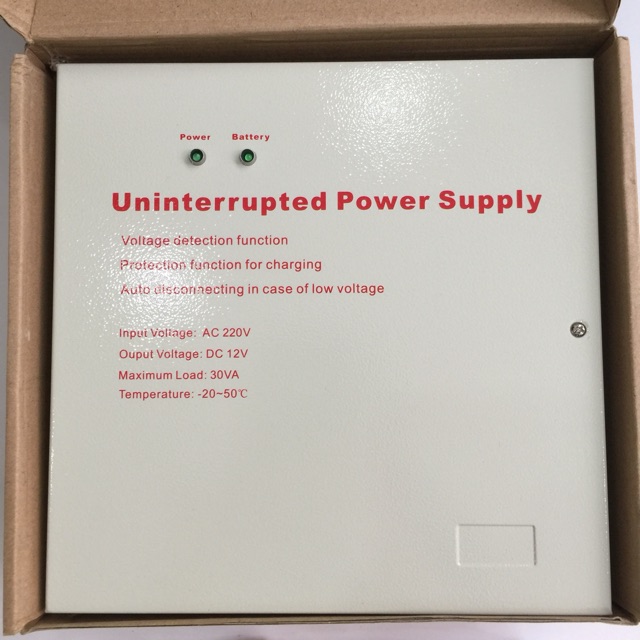 Power Battery
Uninterrupted Power Supply
Voltage detection function
Protection function for charging
Auto disconnecting in case of low voltage
Input Voltage: AC 220V
Ouput Voltage: DC 12V
Maximum Load: 30VA
Temperature: -20~50℃